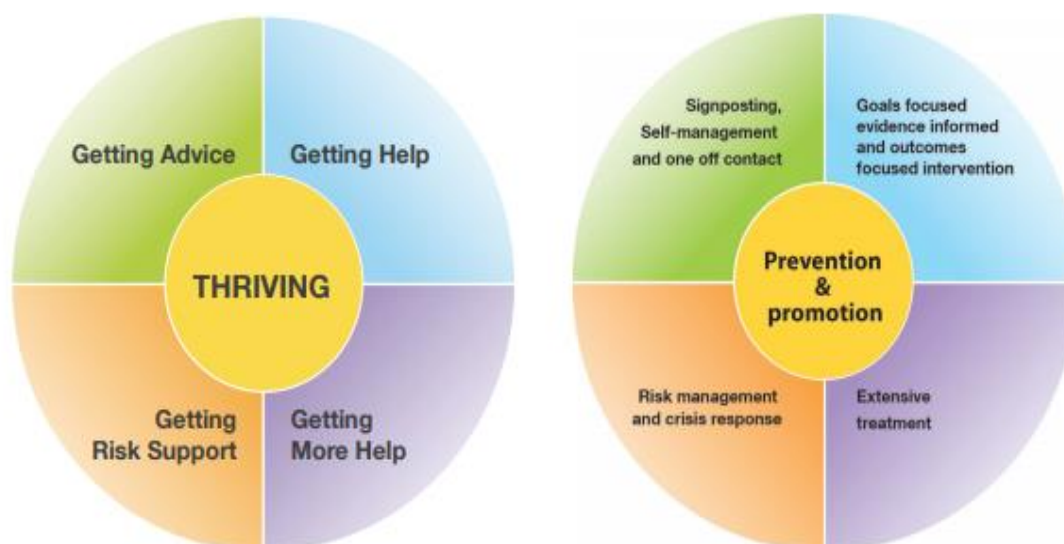 Getting Advice
Getting Help
THRIVING
Getting
Risk Support
Getting
More Help
Signposting,
Self-management
and one off contact
Goals focused
evidence informed
and outcomes
focused intervention
Prevention
&
promotion
Risk management
and crisis response
Extensive
treatment